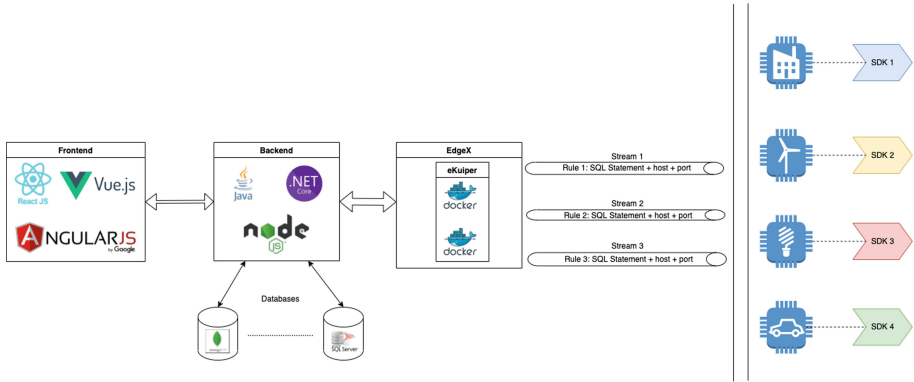 Frontend
React JS
Vue.js
ANGULARJS
by Google
Backend
Java
.NET
Core
node
JS
Databases
SQL Server
EdgeX
eKuiper
docker
docker
Stream 1
Rule 1: SQL Statement + host + port
Stream 2
Rule 2: SQL Statement + host + port
Stream 3
Rule 3: SQL Statement + host + port
SDK 1
SDK 2
SDK 3
SDK 4